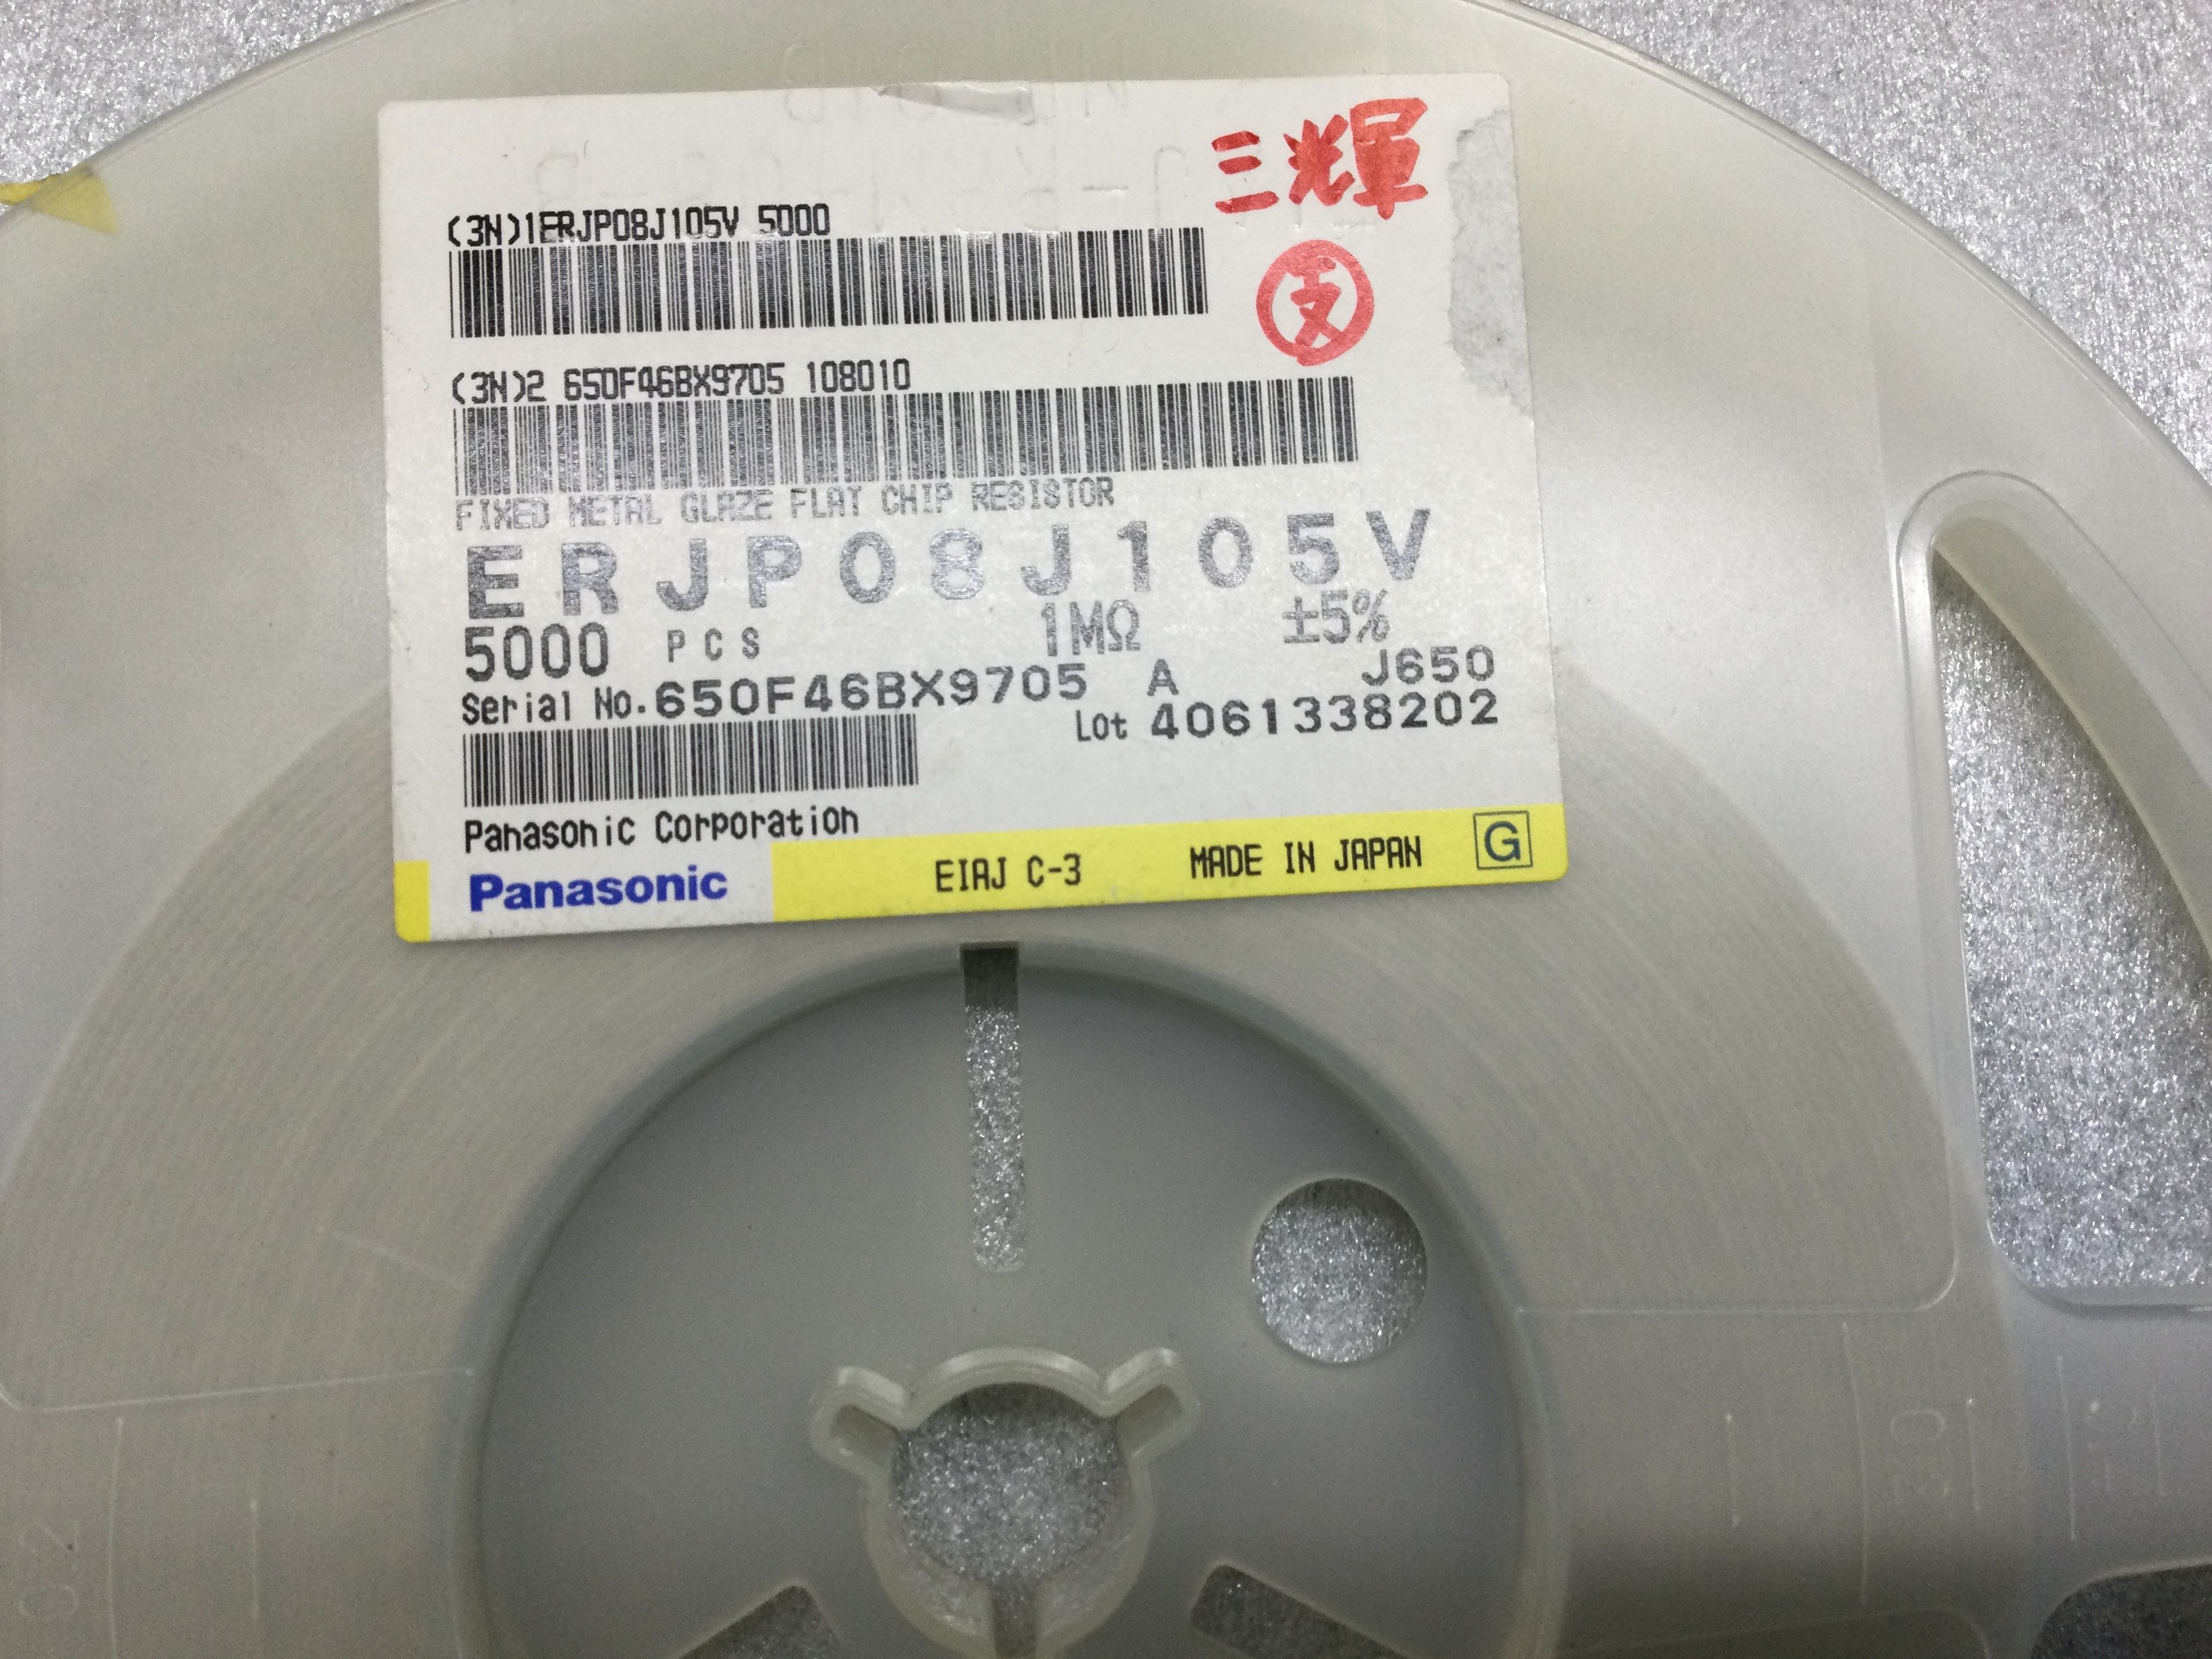 三輝
(3N)1ERJP08J105V 5000
支
(3N)2 650F46BX9705 108010
FIXED METAL GLAZE FLAT CHIP RESISTOR
ERJP08J105V
5000 PCS 1MΩ ±5%
Serial No.650F46BX9705 A J650
Lot 4061338202
Panasonic Corporation
Panasonic EIAJ C-3 MADE IN JAPAN G